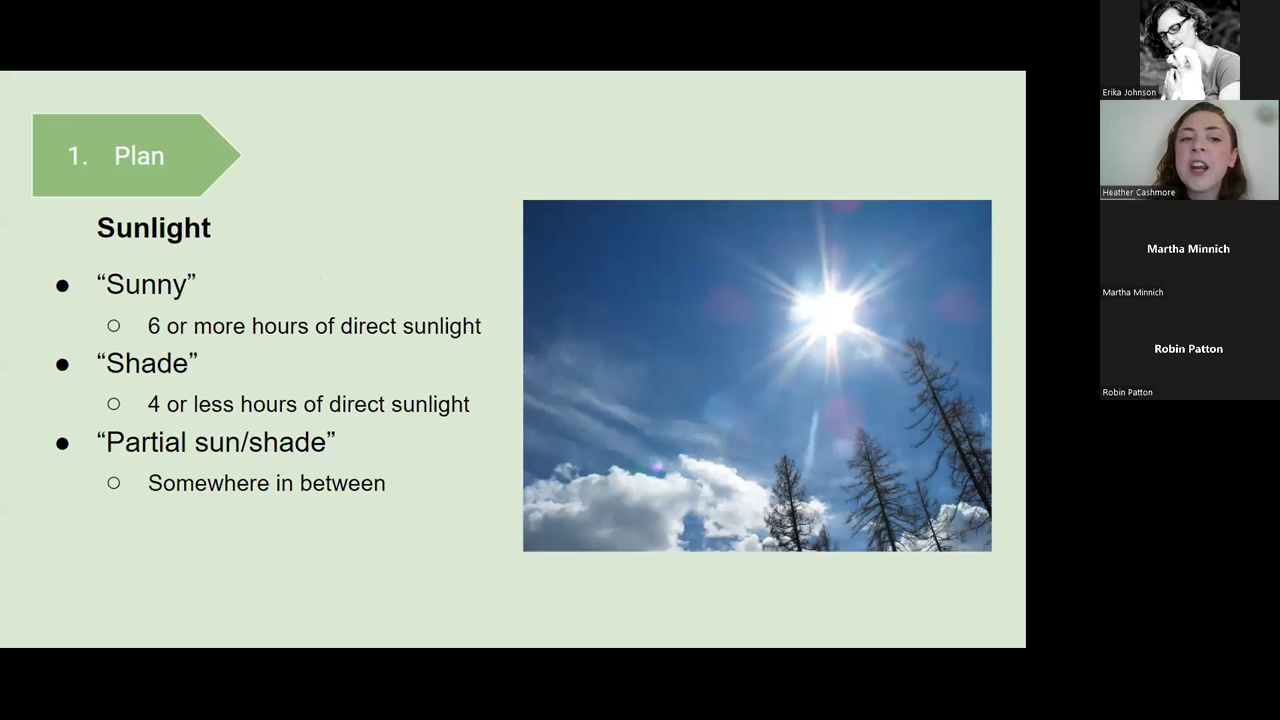 1. Plan
Sunlight
● “Sunny”
○ 6 or more hours of direct sunlight
● “Shade”
○ 4 or less hours of direct sunlight
● “Partial sun/shade”
○ Somewhere in between
Erika Johnson
Heather Cashmore
Martha Minnich
Martha Minnich
Robin Patton
Robin Patton